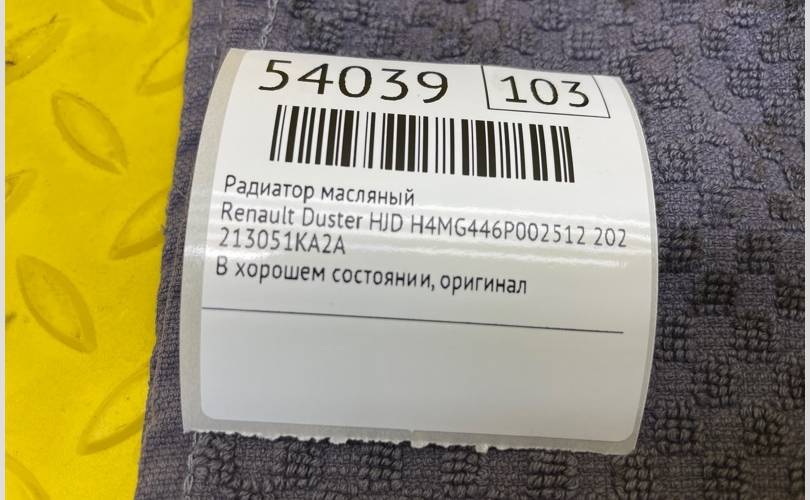 54039 103
Радиатор масляный
Renault Duster HJD H4MG446P002512 202
213051KA2A
В хорошем состоянии, оригинал